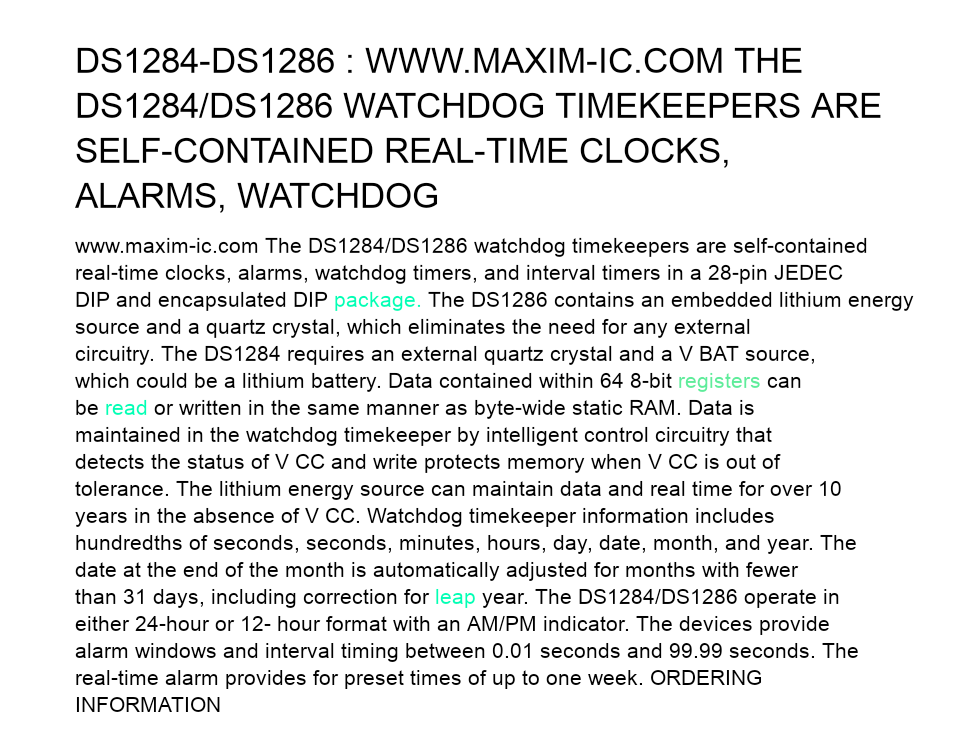 DS1284-DS1286 : WWW.MAXIM-IC.COM THE
DS1284/DS1286 WATCHDOG TIMEKEEPERS ARE
SELF-CONTAINED REAL-TIME CLOCKS,
ALARMS, WATCHDOG
www.maxim-ic.com The DS1284/DS1286 watchdog timekeepers are self-contained
real-time clocks, alarms, watchdog timers, and interval timers in a 28-pin JEDEC
DIP and encapsulated DIP package. The DS1286 contains an embedded lithium energy
source and a quartz crystal, which eliminates the need for any external
circuitry. The DS1284 requires an external quartz crystal and a V BAT source,
which could be a lithium battery. Data contained within 64 8-bit registers can
be read or written in the same manner as byte-wide static RAM. Data is
maintained in the watchdog timekeeper by intelligent control circuitry that
detects the status of V CC and write protects memory when V CC is out of
tolerance. The lithium energy source can maintain data and real time for over 10
years in the absence of V CC. Watchdog timekeeper information includes
hundredths of seconds, seconds, minutes, hours, day, date, month, and year. The
date at the end of the month is automatically adjusted for months with fewer
than 31 days, including correction for leap year. The DS1284/DS1286 operate in
either 24-hour or 12- hour format with an AM/PM indicator. The devices provide
alarm windows and interval timing between 0.01 seconds and 99.99 seconds. The
real-time alarm provides for preset times of up to one week. ORDERING
INFORMATION